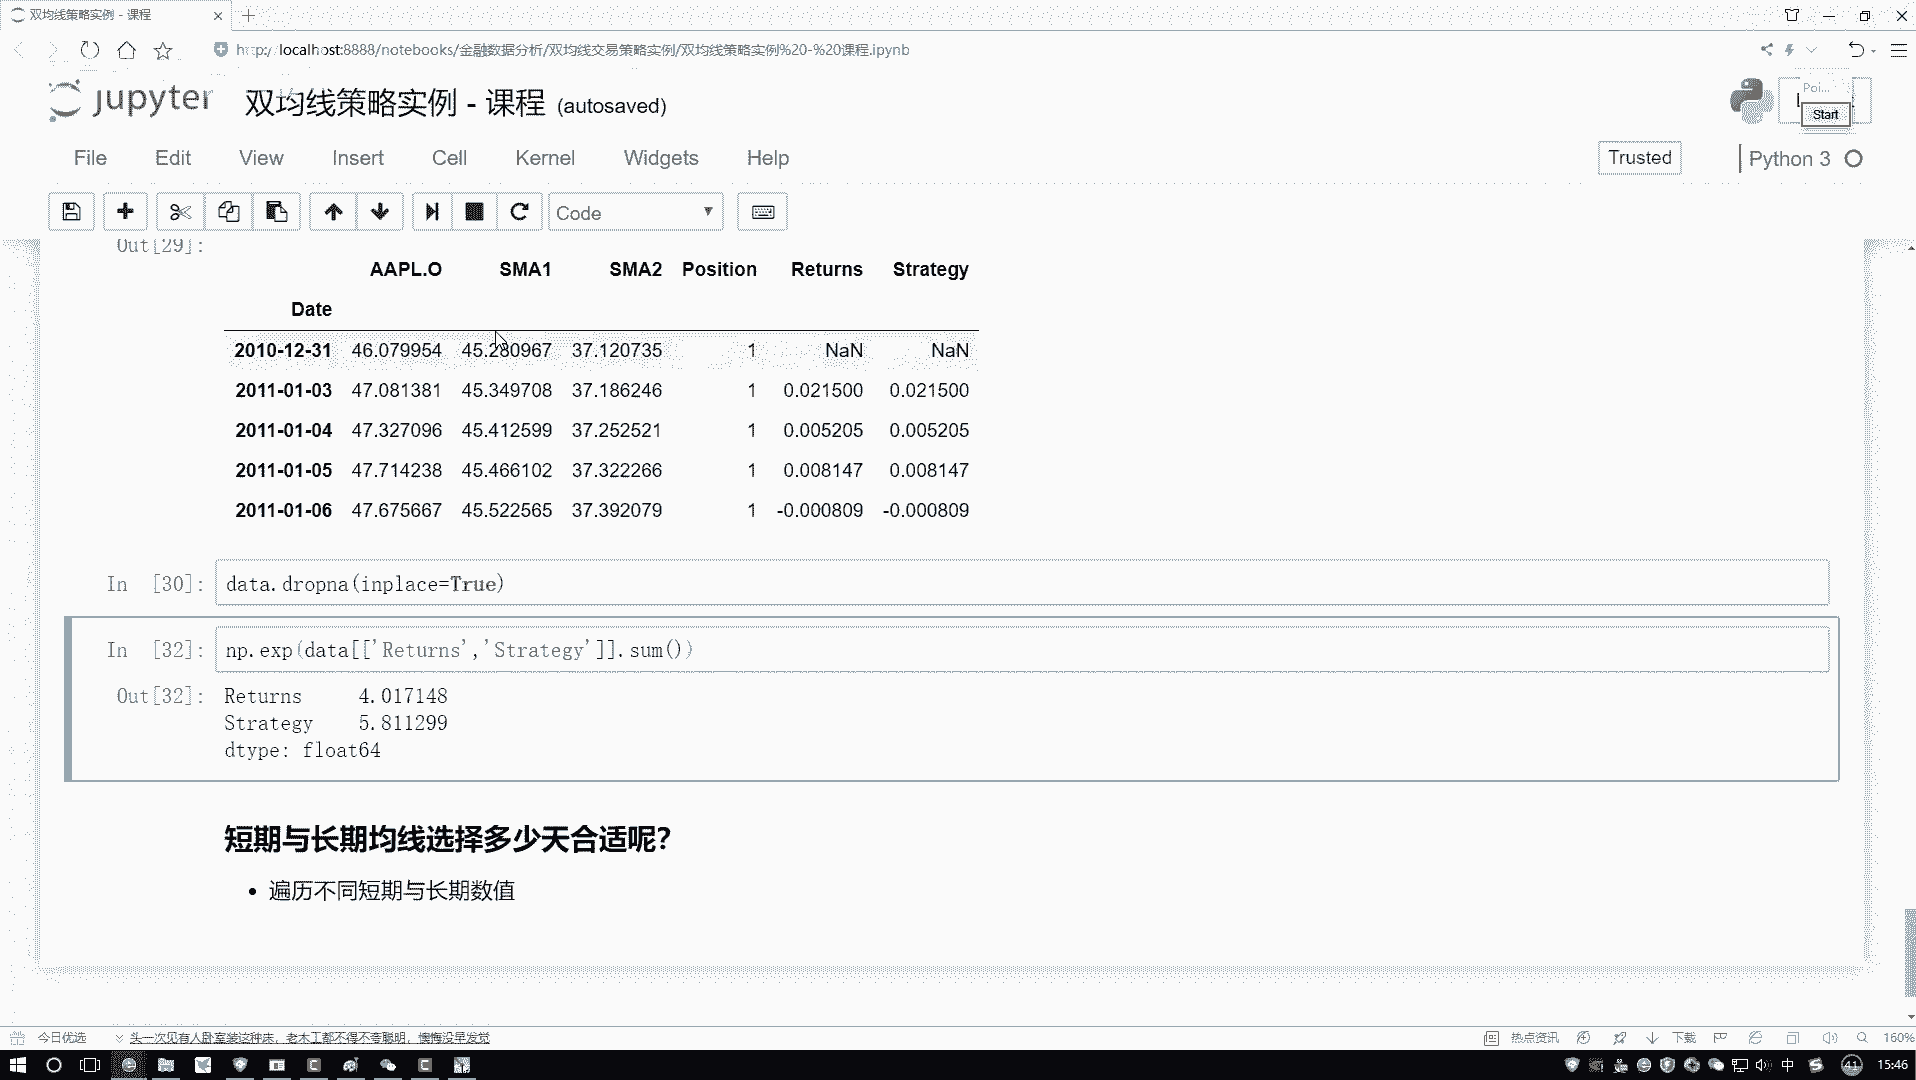 双均线策略实例 - 课程
http://localhost:8888/notebooks/金融数据分析/双均线交易策略实例/双均线策略实例%20-%20课程.ipynb
jupyter 双均线策略实例 - 课程 (autosaved)
Poi...
Start
File Edit View Insert Cell Kernel Widgets Help
Trusted Python 3
Code
Out[29]:
AAPL.O SMA1 SMA2 Position Returns Strategy
Date
2010-12-31 46.079954 45.280967 37.120735 1 NaN NaN
2011-01-03 47.081381 45.349708 37.186246 1 0.021500 0.021500
2011-01-04 47.327096 45.412599 37.252521 1 0.005205 0.005205
2011-01-05 47.714238 45.466102 37.322266 1 0.008147 0.008147
2011-01-06 47.675667 45.522565 37.392079 1 -0.000809 -0.000809
In [30]: data.dropna(inplace=True)
In [32]: np.exp(data[['Returns','Strategy']].sum())
Out[32]: Returns 4.017148
Strategy 5.811299
dtype: float64
短期与长期均线选择多少天合适呢?
• 遍历不同短期与长期数值
今日优选 头一次见有人卧室装这种床，老木工都不得不夸聪明，懊悔没早发觉 热点资讯 下载 160%
中 41 15:46